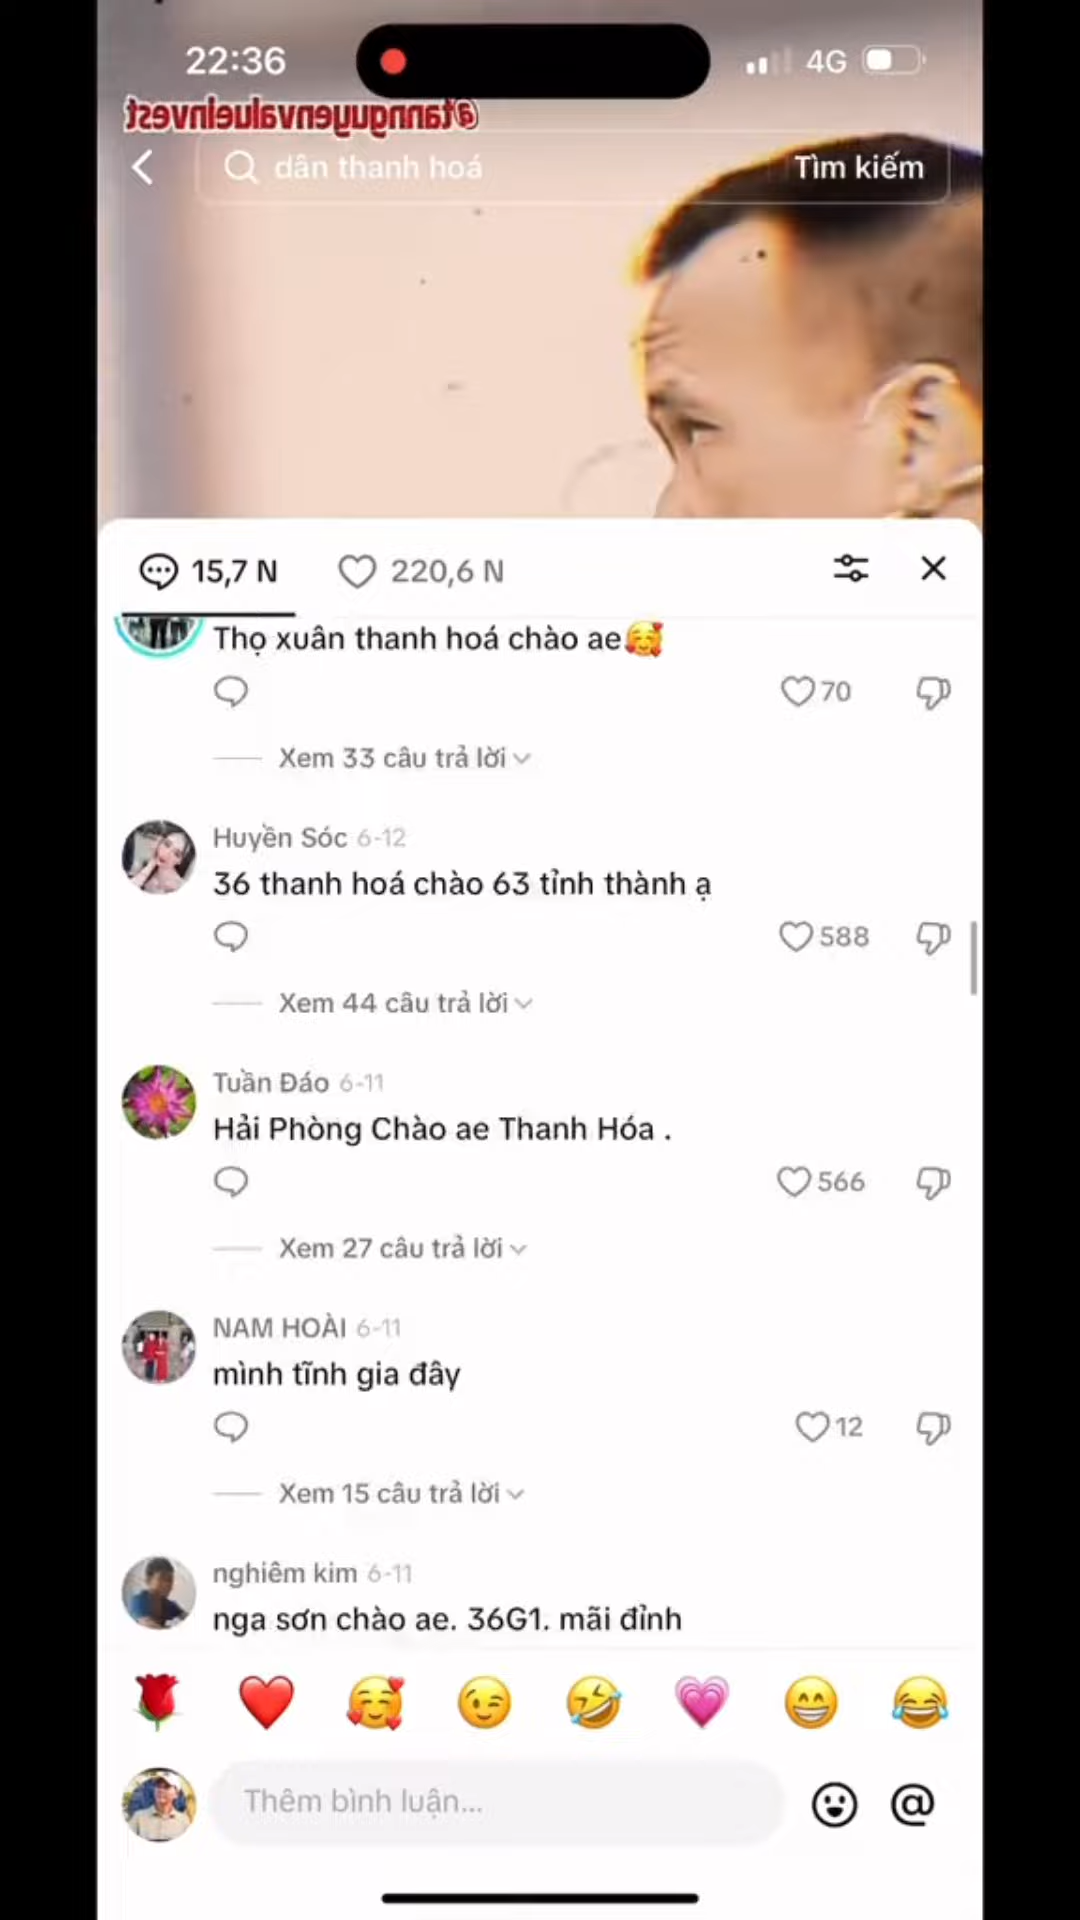 22:36
4G
@tannguyenvalueinvest
dân thanh hoá
Tìm kiếm
15,7 N
220,6 N
Thọ xuân thanh hoá chào ae🥰
70
Xem 33 câu trả lời
Huyền Sóc 6-12
36 thanh hoá chào 63 tỉnh thành ạ
588
Xem 44 câu trả lời
Tuần Đáo 6-11
Hải Phòng Chào ae Thanh Hóa .
566
Xem 27 câu trả lời
NAM HOÀI 6-11
mình tĩnh gia đây
12
Xem 15 câu trả lời
nghiêm kim 6-11
nga sơn chào ae. 36G1. mãi đỉnh
Thêm bình luận...